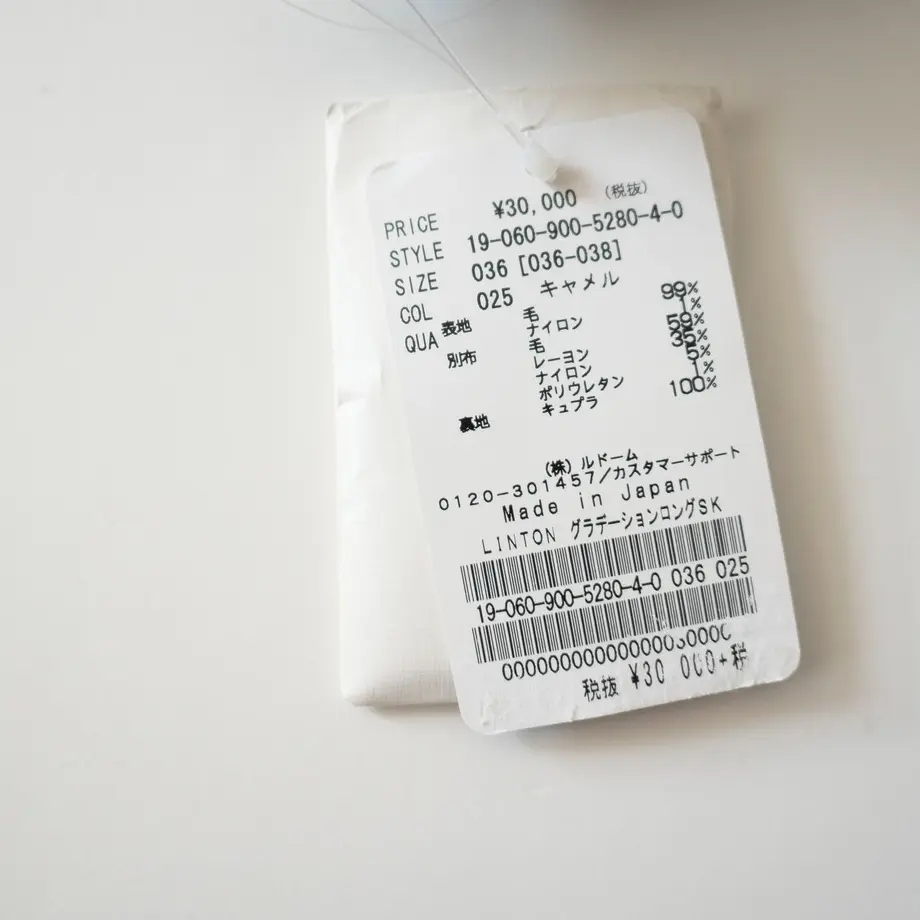 PRICE ¥30,000 (税抜)
STYLE 19-060-900-5280-4-0
SIZE 036 [036-038]
COL 025 キャメル
QUA 表地 毛 99%
ナイロン 1%
別布 毛 59%
レーヨン 35%
ナイロン 5%
ポリウレタン 1%
裏地 キュプラ 100%
(株)ルドーム
0120-301457/カスタマーサポート
Made in Japan
LINTON グラデーションロングSK
19-060-900-5280-4-0 036 025
税抜 ¥30 000+税